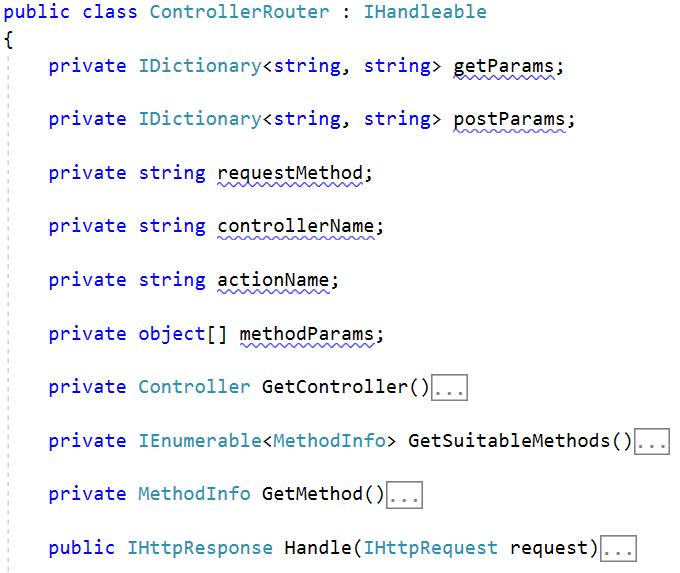 public class ControllerRouter : IHandleable
{
private IDictionary<string, string> getParams;
private IDictionary<string, string> postParams;
private string requestMethod;
private string controllerName;
private string actionName;
private object[] methodParams;
private Controller GetController()...
private IEnumerable<MethodInfo> GetSuitableMethods()...
private MethodInfo GetMethod()...
public IHttpResponse Handle(IHttpRequest request)...